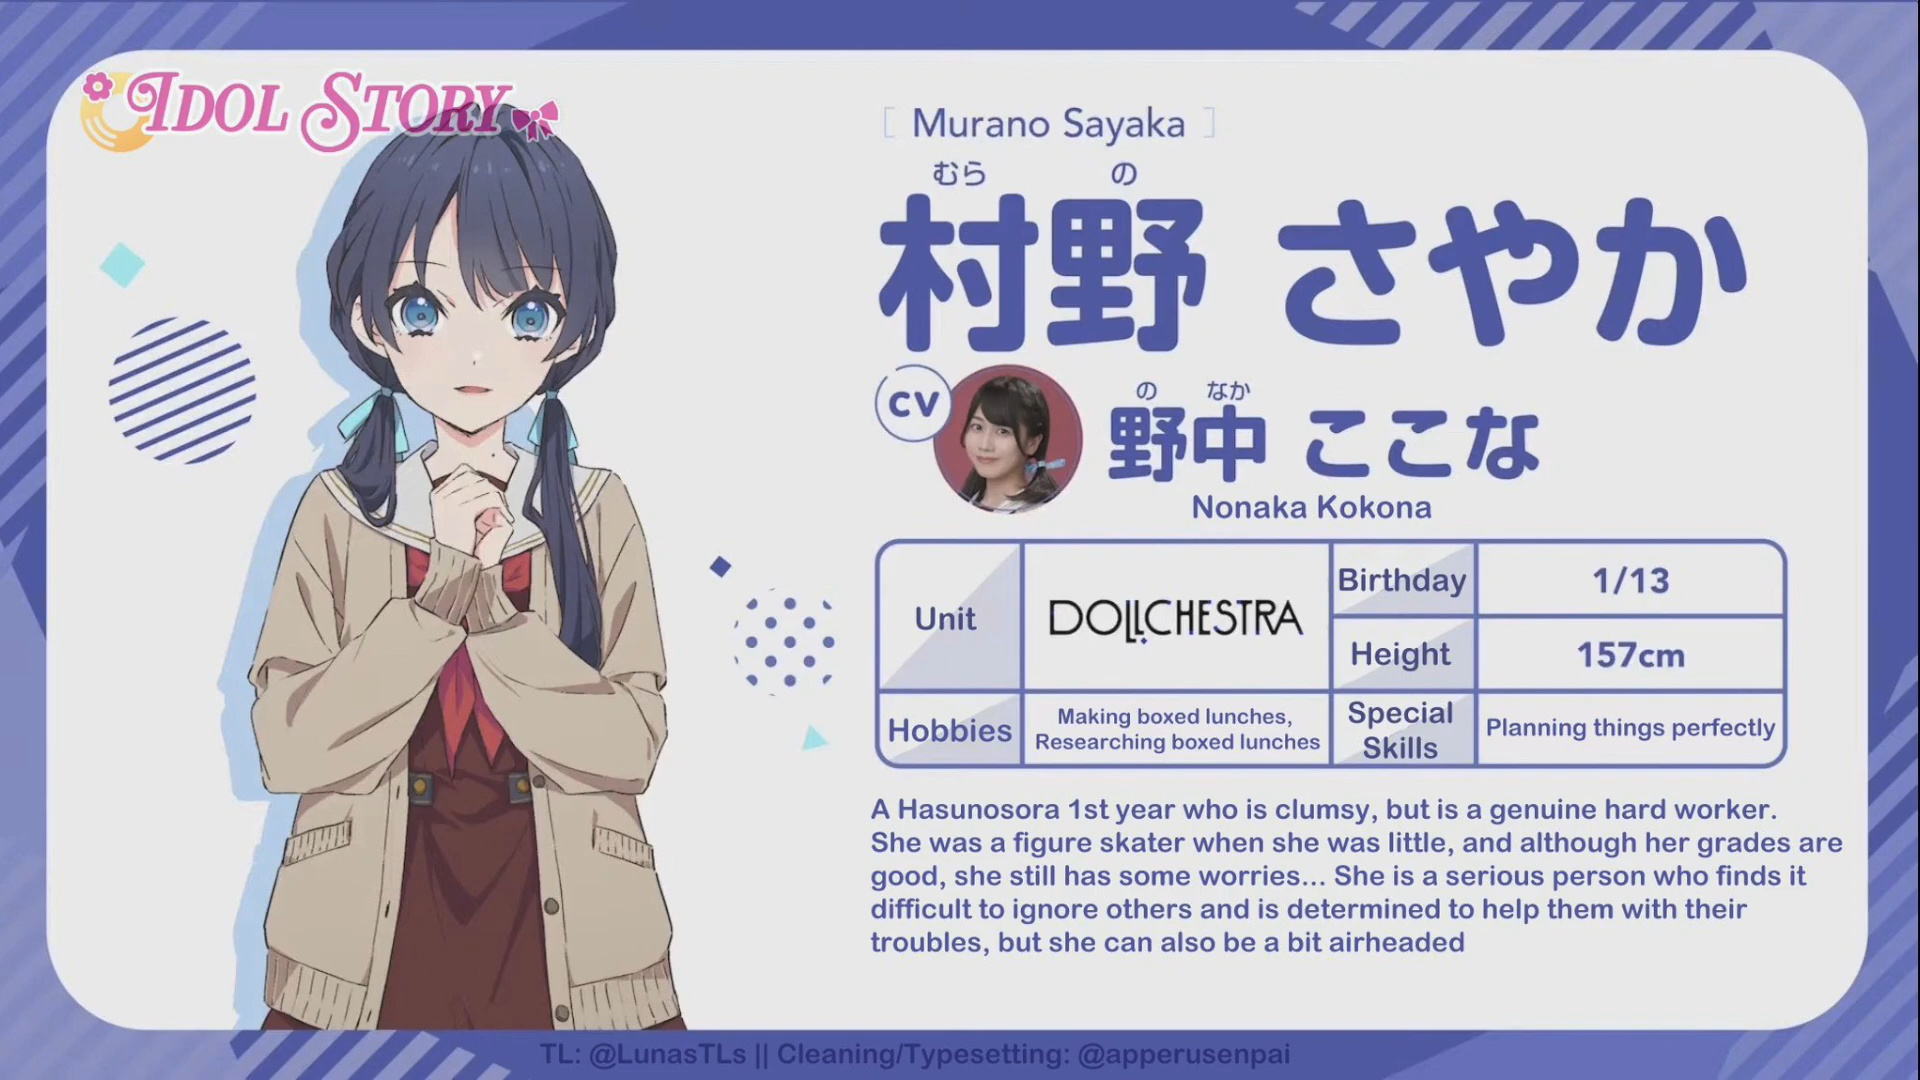 IDOL STORY
[ Murano Sayaka ]
むら の
村野 さやか
CV
の なか
野中 ここな
Nonaka Kokona
Unit
DOLLCHESTRA
Birthday
1/13
Height
157cm
Hobbies
Making boxed lunches,
Researching boxed lunches
Special
Skills
Planning things perfectly
A Hasunosora 1st year who is clumsy, but is a genuine hard worker.
She was a figure skater when she was little, and although her grades are
good, she still has some worries... She is a serious person who finds it
difficult to ignore others and is determined to help them with their
troubles, but she can also be a bit airheaded
TL: @LunasTLs || Cleaning/Typesetting: @apperusenpai